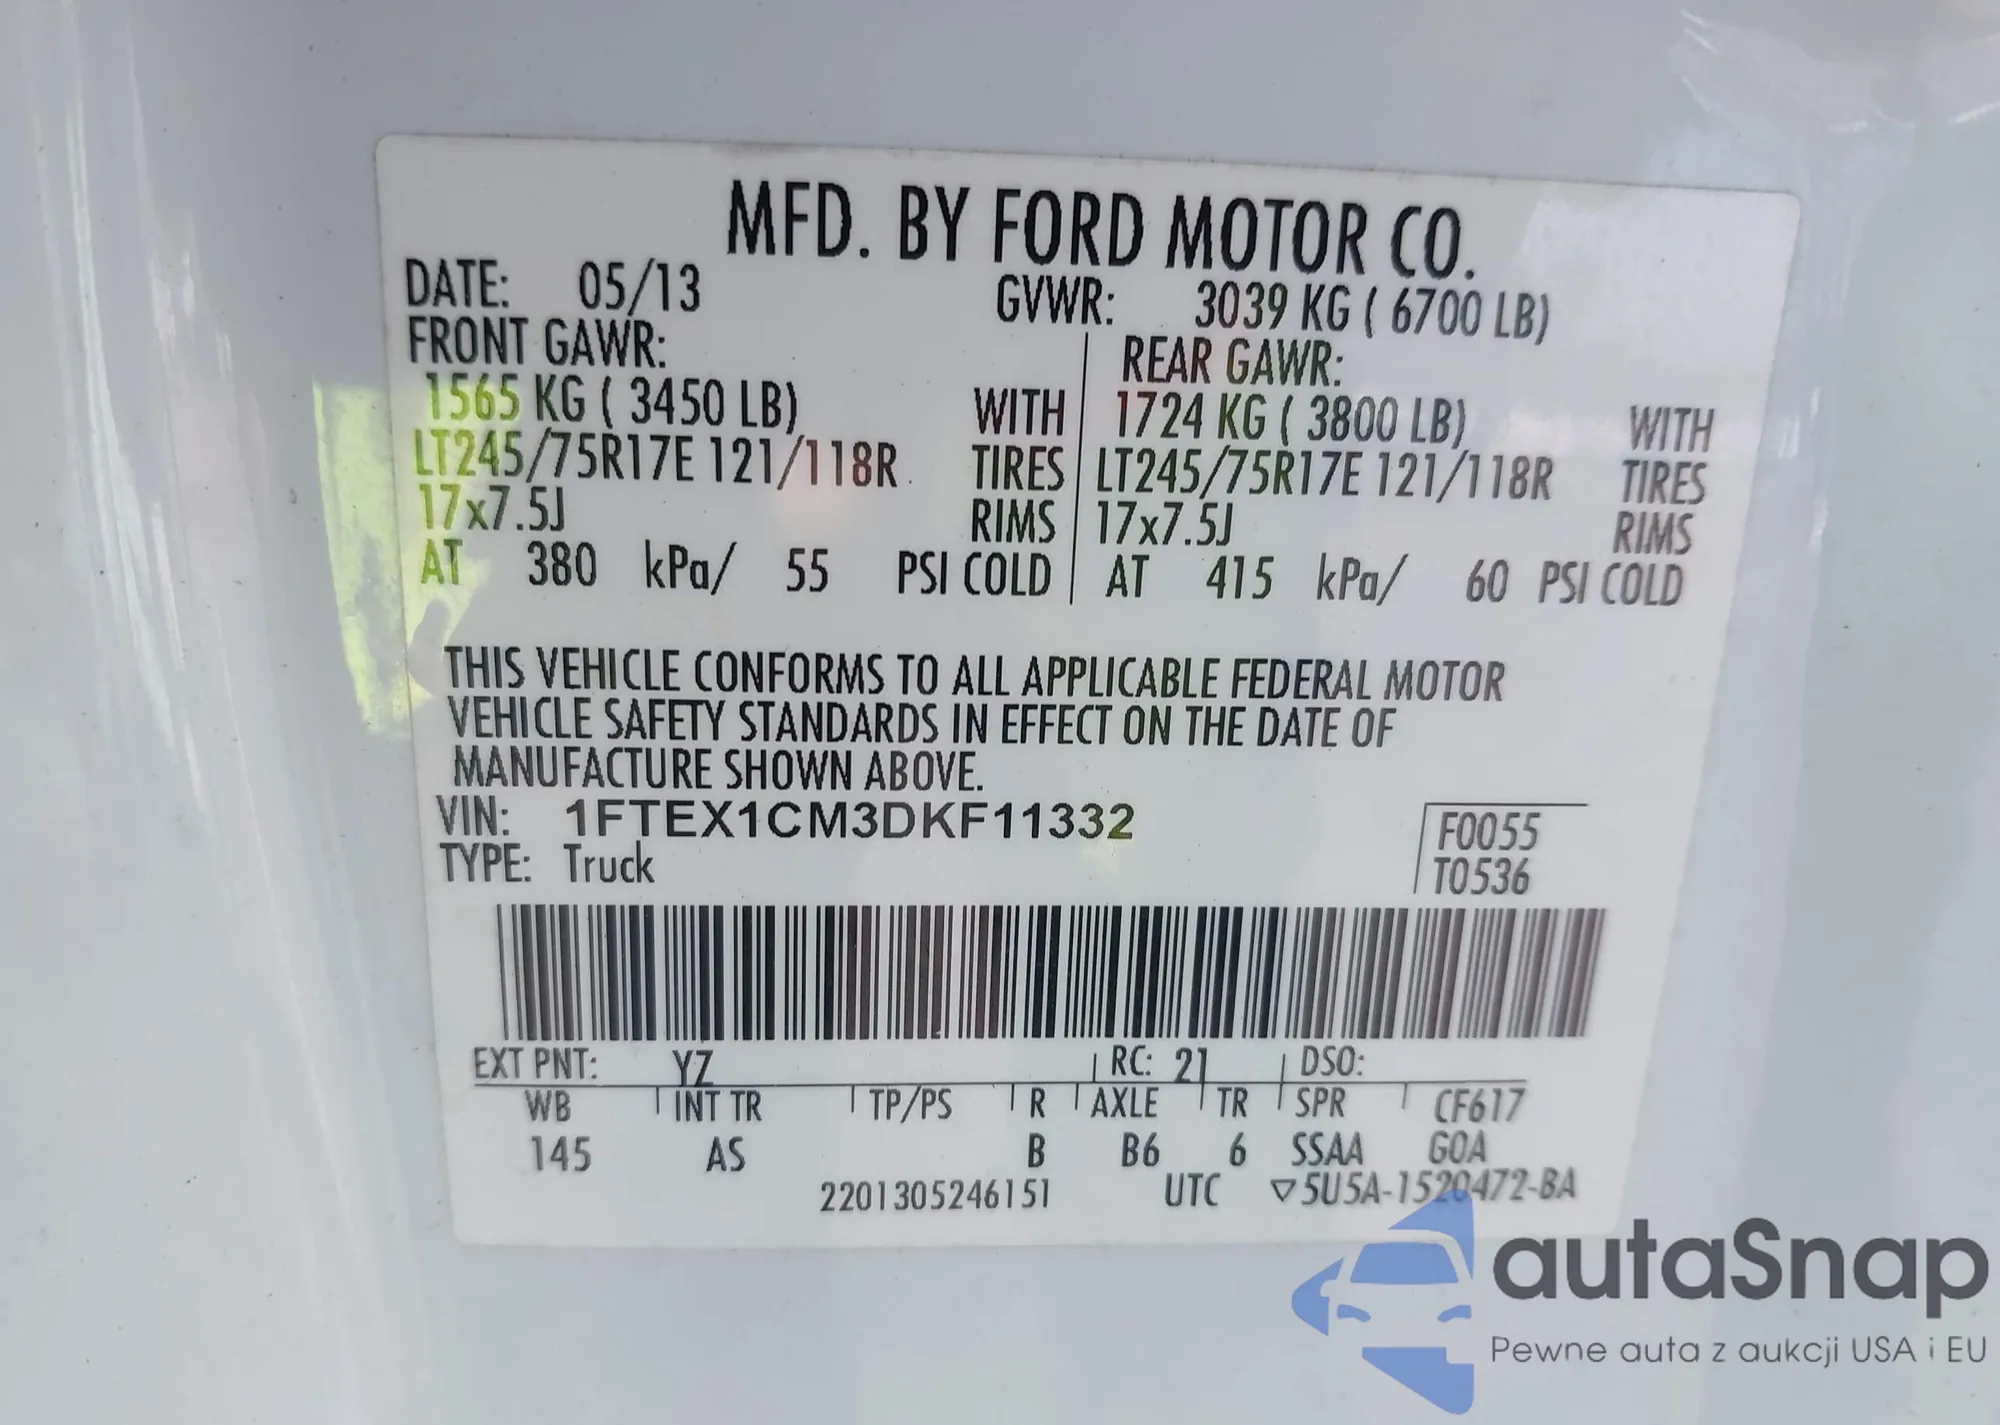 MFD. BY FORD MOTOR CO.
DATE: 05/13 GVWR: 3039 KG ( 6700 LB)
FRONT GAWR: REAR GAWR:
1565 KG ( 3450 LB) WITH 1724 KG ( 3800 LB) WITH
LT245/75R17E 121/118R TIRES LT245/75R17E 121/118R TIRES
17x7.5J RIMS 17x7.5J RIMS
AT 380 kPa/ 55 PSI COLD AT 415 kPa/ 60 PSI COLD
THIS VEHICLE CONFORMS TO ALL APPLICABLE FEDERAL MOTOR
VEHICLE SAFETY STANDARDS IN EFFECT ON THE DATE OF
MANUFACTURE SHOWN ABOVE.
VIN: 1FTEX1CM3DKF11332 F0055
TYPE: Truck T0536
EXT PNT: YZ RC: 21 DSO:
WB INT TR TP/PS R AXLE TR SPR CF617
145 AS B B6 6 SSAA GOA
2201305246151 UTC ▽5U5A-1520472-BA
autaSnap
Pewne auta z aukcji USA i EU